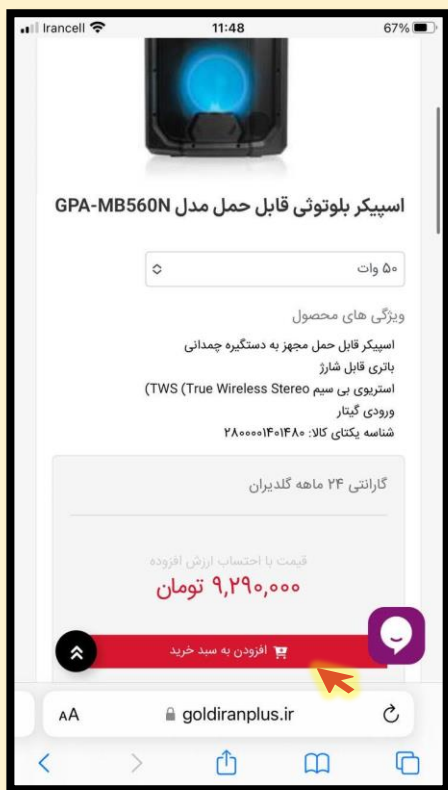 Irancell 11:48 67%
اسپیکر بلوتوثی قابل حمل مدل GPA-MB560N
۵۰ وات
ویژگی های محصول
اسپیکر قابل حمل مجهز به دستگیره چمدانی
باتری قابل شارژ
استریوی بی سیم TWS (True Wireless Stereo)
ورودی گیتار
شناسه یکتای کالا: ۲۸۰۰۰۰۱۴۰۱۴۸۰
گارانتی ۲۴ ماهه گلدیران
قیمت با احتساب ارزش افزوده
۹,۲۹۰,۰۰۰ تومان
افزودن به سبد خرید
AA goldiranplus.ir